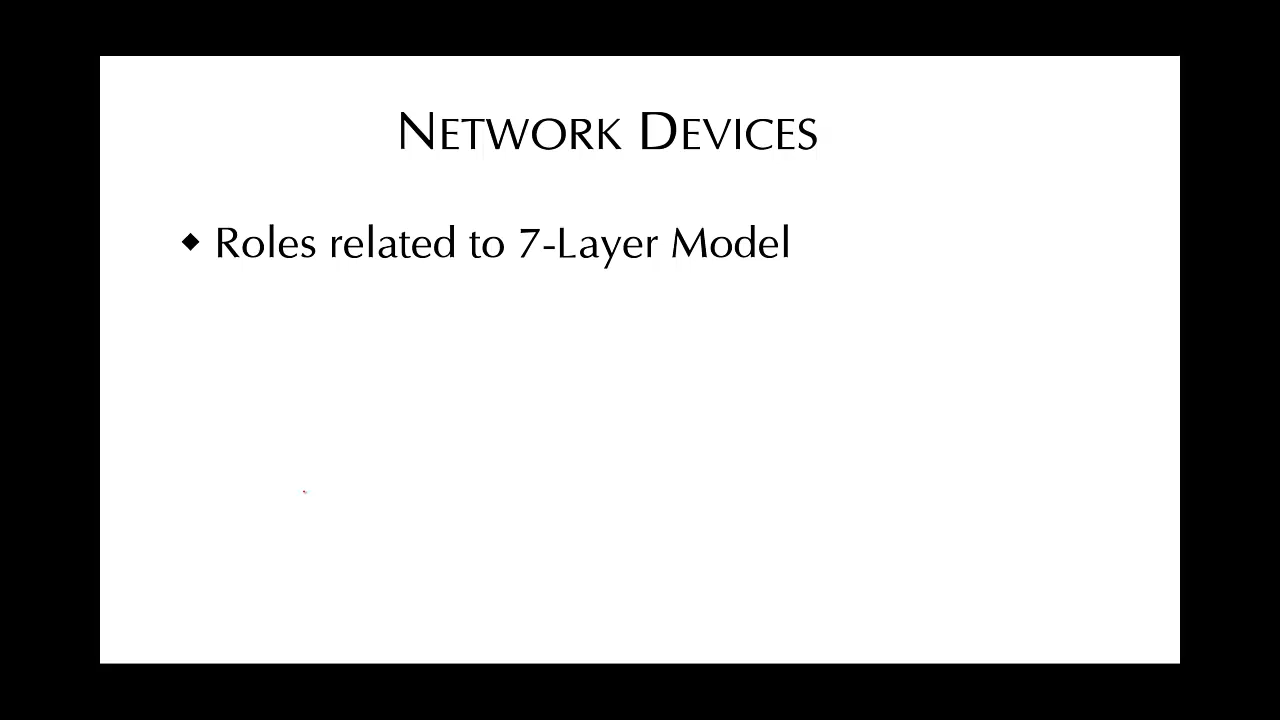 Network Devices
◆ Roles related to 7-Layer Model